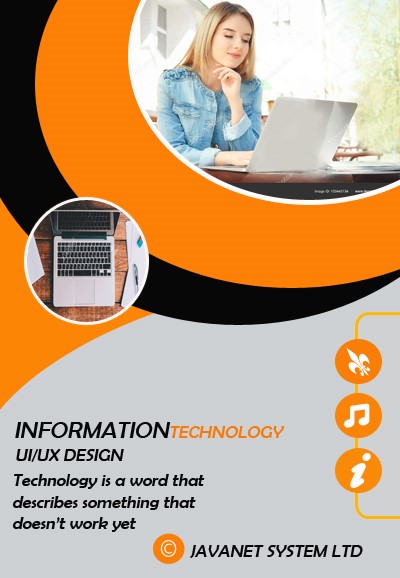 INFORMATIONTECHNOLOGY
UI/UX DESIGN
Technology is a word that
describes something that
doesn't work yet
© JAVANET SYSTEM LTD